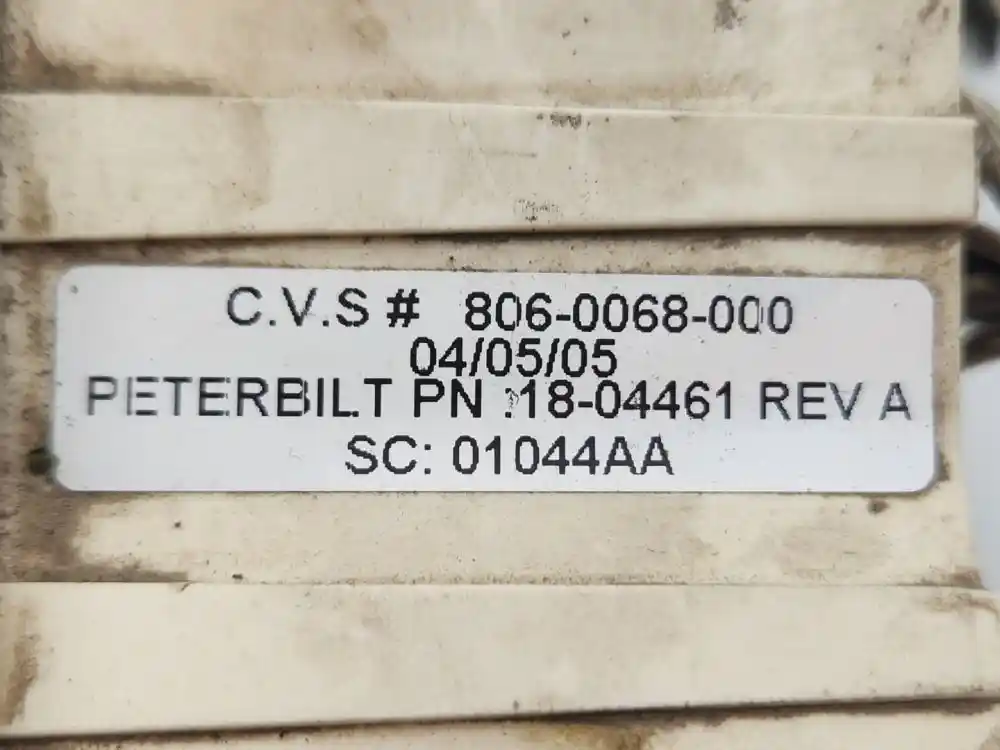 C.V.S # 806-0068-000
04/05/05
PETERBILT PN :18-04461 REV A
SC: 01044AA